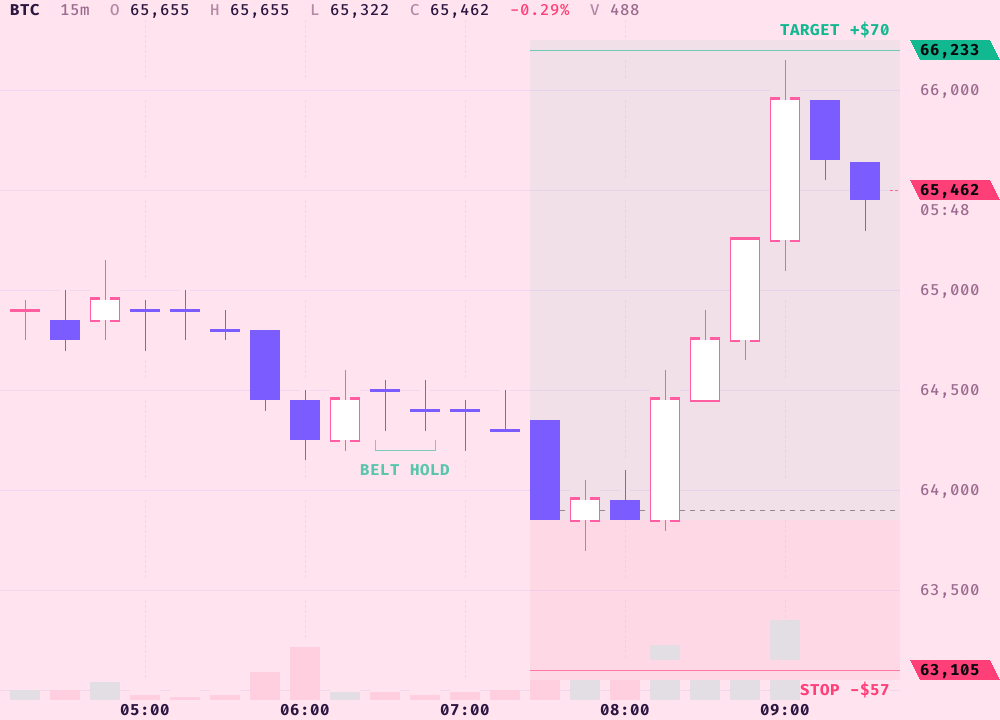 BTC 15m O 65,655 H 65,655 L 65,322 C 65,462 -0.29% V 488
TARGET +$70
66,233
66,000
65,462
05:48
65,000
64,500
BELT HOLD
64,000
63,500
63,105
STOP -$57
05:00 06:00 07:00 08:00 09:00